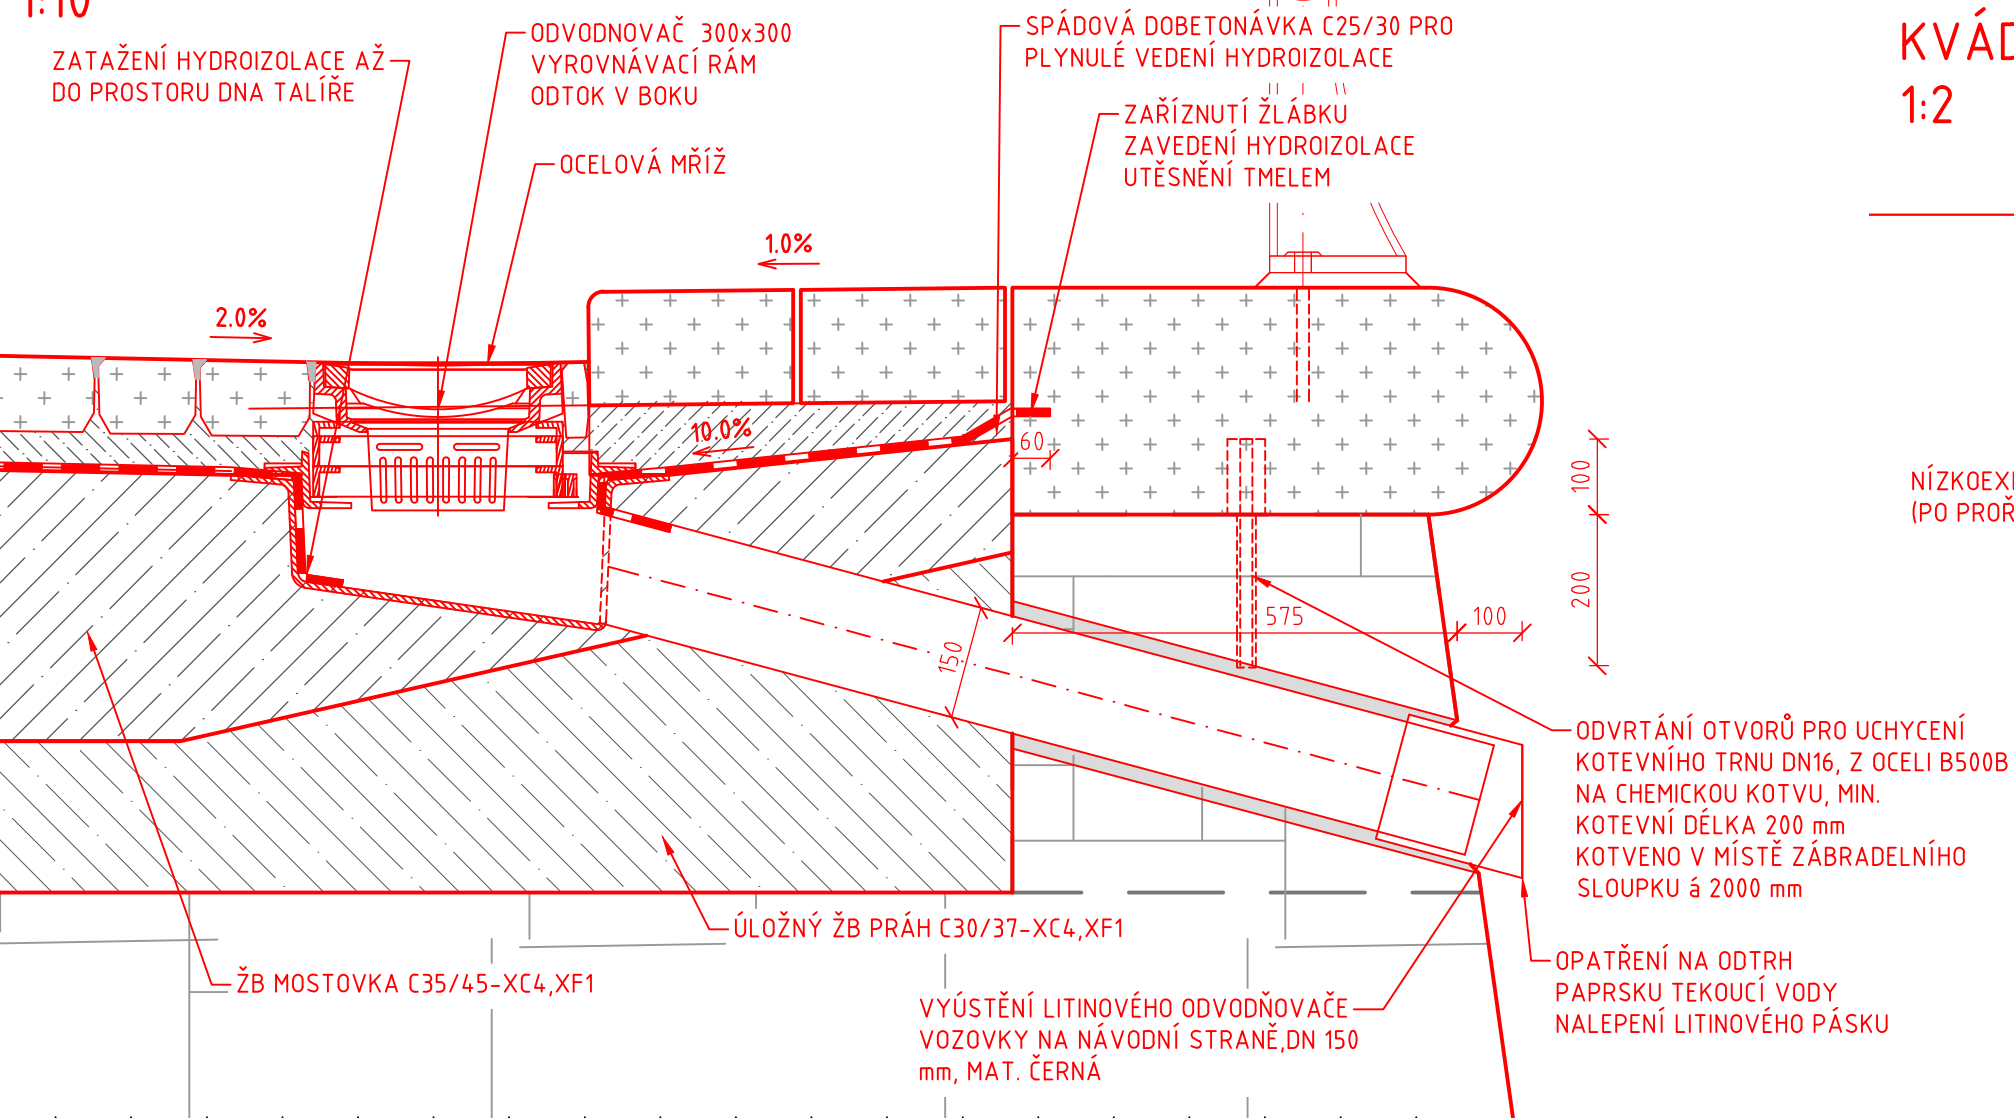 1:10
ZATAŽENÍ HYDROIZOLACE AŽ
DO PROSTORU DNA TALÍŘE
ODVODNOVAČ 300x300
VYROVNÁVACÍ RÁM
ODTOK V BOKU
OCELOVÁ MŘÍŽ
SPÁDOVÁ DOBETONÁVKA C25/30 PRO
PLYNULÉ VEDENÍ HYDROIZOLACE
ZAŘÍZNUTÍ ŽLÁBKU
ZAVEDENÍ HYDROIZOLACE
UTĚSNĚNÍ TMELEM
KVÁD
1:2
1.0%
2.0%
10.0%
60
100
200
NÍZKOEX
(PO PROŘ
575
100
150
ODVRTÁNÍ OTVORŮ PRO UCHYCENÍ
KOTEVNÍHO TRNU DN16, Z OCELI B500B
NA CHEMICKOU KOTVU, MIN.
KOTEVNÍ DÉLKA 200 mm
KOTVENO V MÍSTĚ ZÁBRADELNÍHO
SLOUPKU á 2000 mm
ÚLOŽNÝ ŽB PRÁH C30/37-XC4,XF1
ŽB MOSTOVKA C35/45-XC4,XF1
VYÚSTĚNÍ LITINOVÉHO ODVODŇOVAČE
VOZOVKY NA NÁVODNÍ STRANĚ,DN 150
mm, MAT. ČERNÁ
OPATŘENÍ NA ODTRH
PAPRSKU TEKOUCÍ VODY
NALEPENÍ LITINOVÉHO PÁSKU